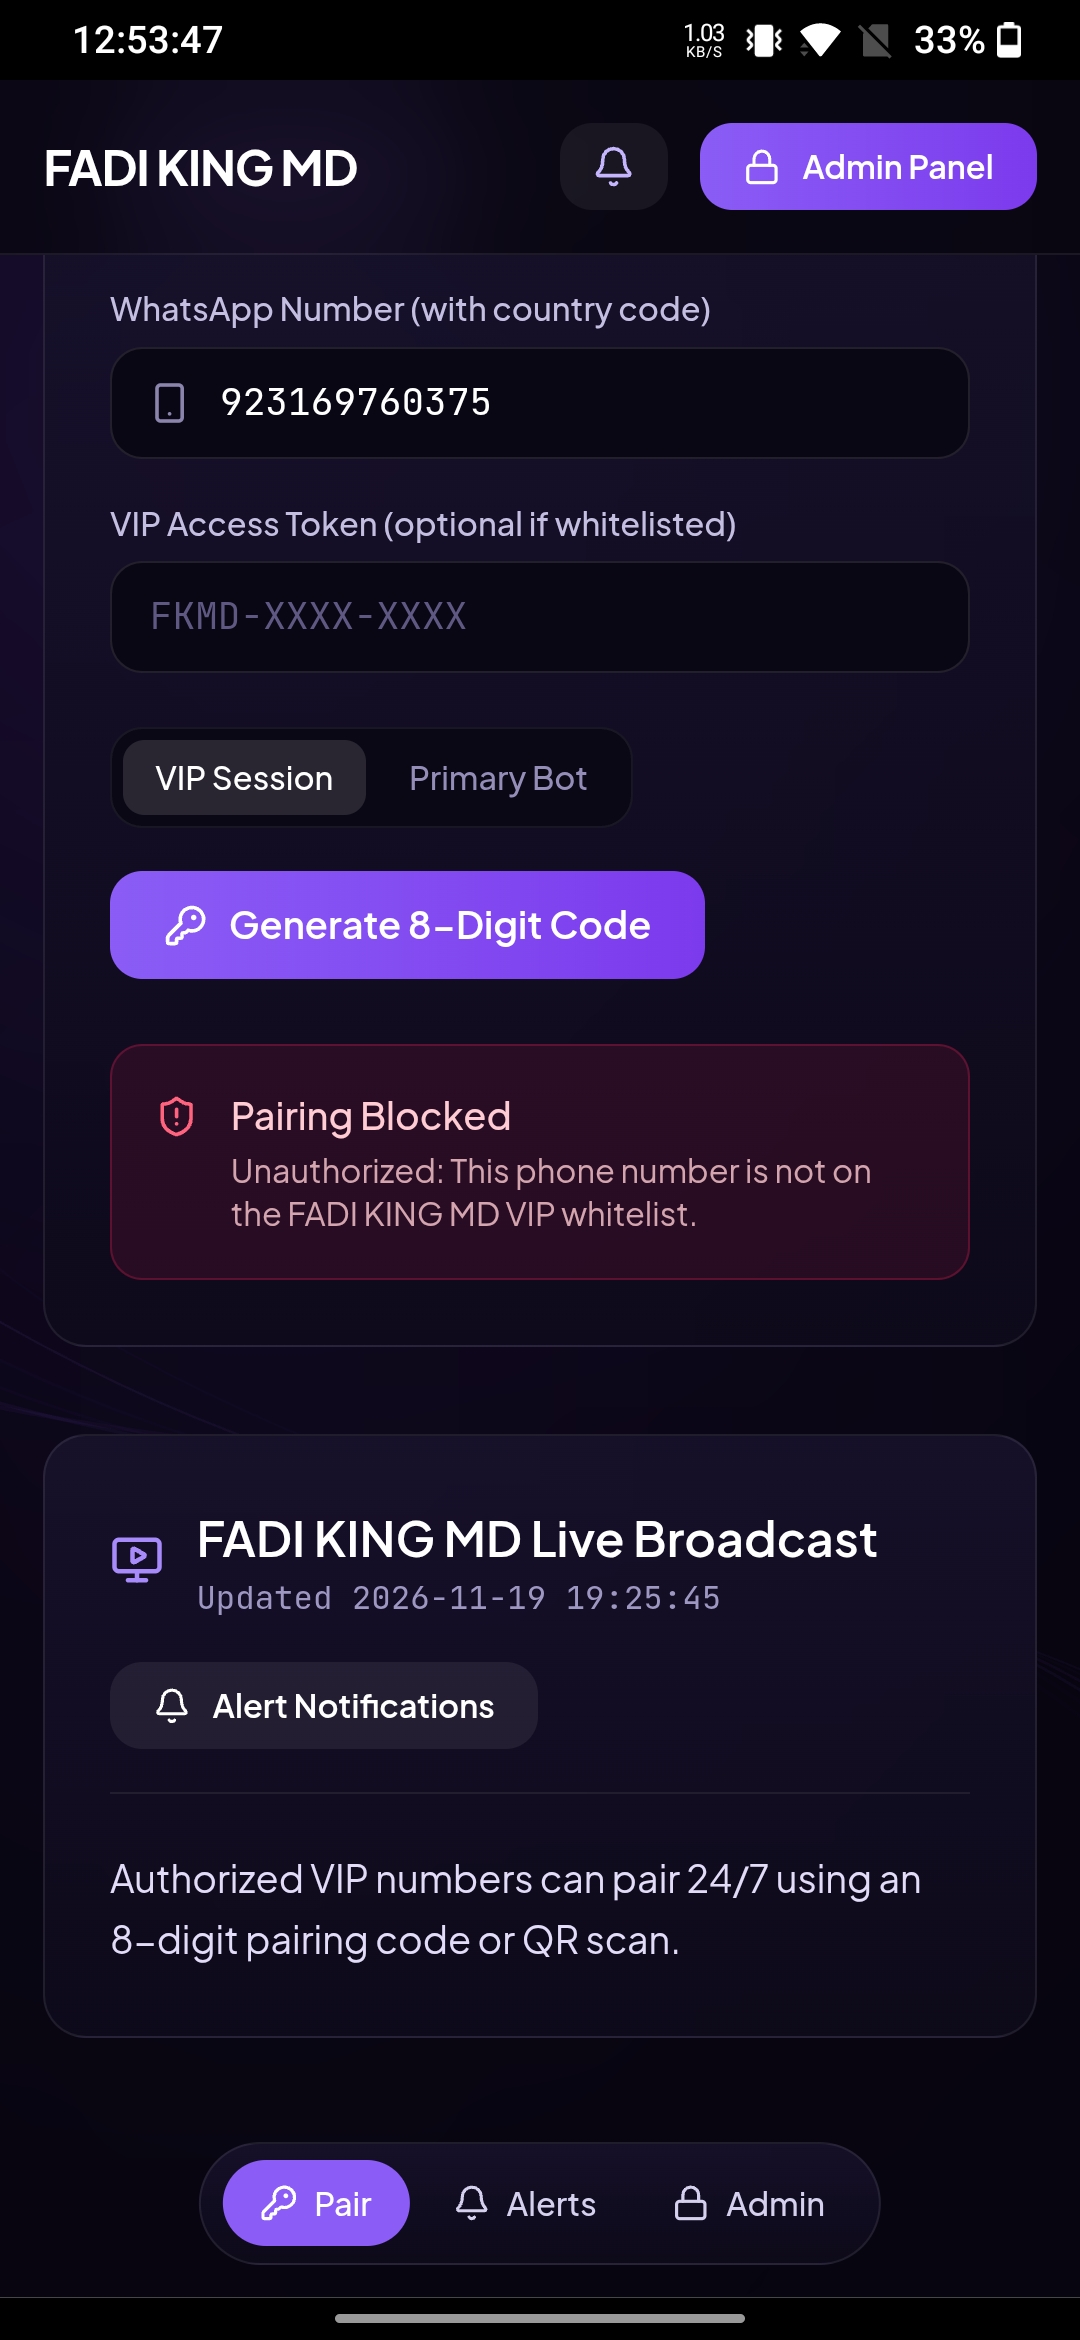 12:53:47
1.03
KB/S
33%
FADI KING MD
Admin Panel
WhatsApp Number (with country code)
923169760375
VIP Access Token (optional if whitelisted)
FKMD-XXXX-XXXX
VIP Session
Primary Bot
Generate 8-Digit Code
Pairing Blocked
Unauthorized: This phone number is not on
the FADI KING MD VIP whitelist.
FADI KING MD Live Broadcast
Updated 2026-11-19 19:25:45
Alert Notifications
Authorized VIP numbers can pair 24/7 using an
8-digit pairing code or QR scan.
Pair
Alerts
Admin